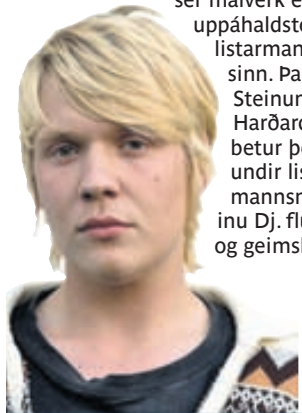 sér málverk e
uppáhaldsto
listarman
sinn. Þa
Steinun
Harðard
betur þe
undir lis
mannsn
inu Dj. flu
og geimsk